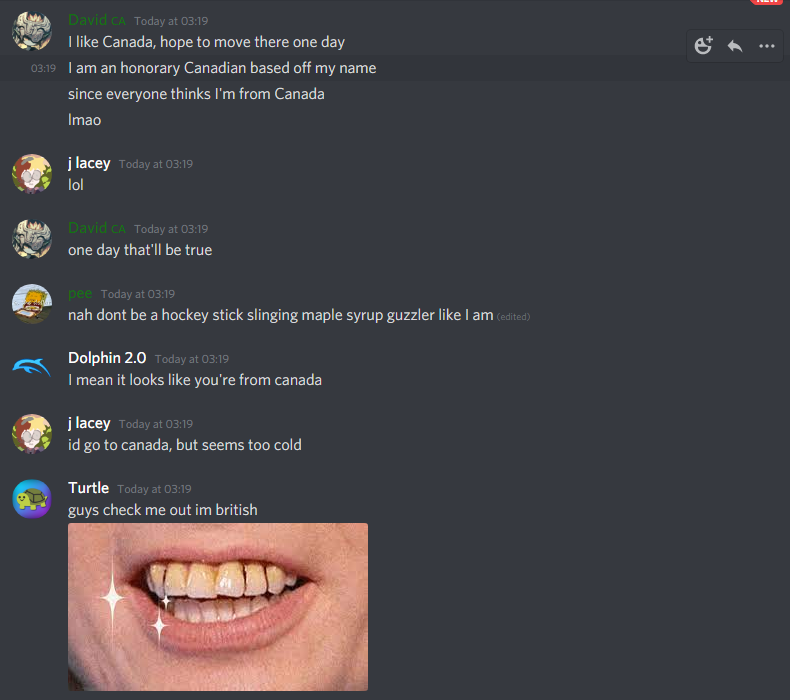 NEW
David CA Today at 03:19
I like Canada, hope to move there one day
03:19 I am an honorary Canadian based off my name
since everyone thinks I'm from Canada
lmao
j lacey Today at 03:19
lol
David CA Today at 03:19
one day that'll be true
pee Today at 03:19
nah dont be a hockey stick slinging maple syrup guzzler like I am (edited)
Dolphin 2.0 Today at 03:19
I mean it looks like you're from canada
j lacey Today at 03:19
id go to canada, but seems too cold
Turtle Today at 03:19
guys check me out im british